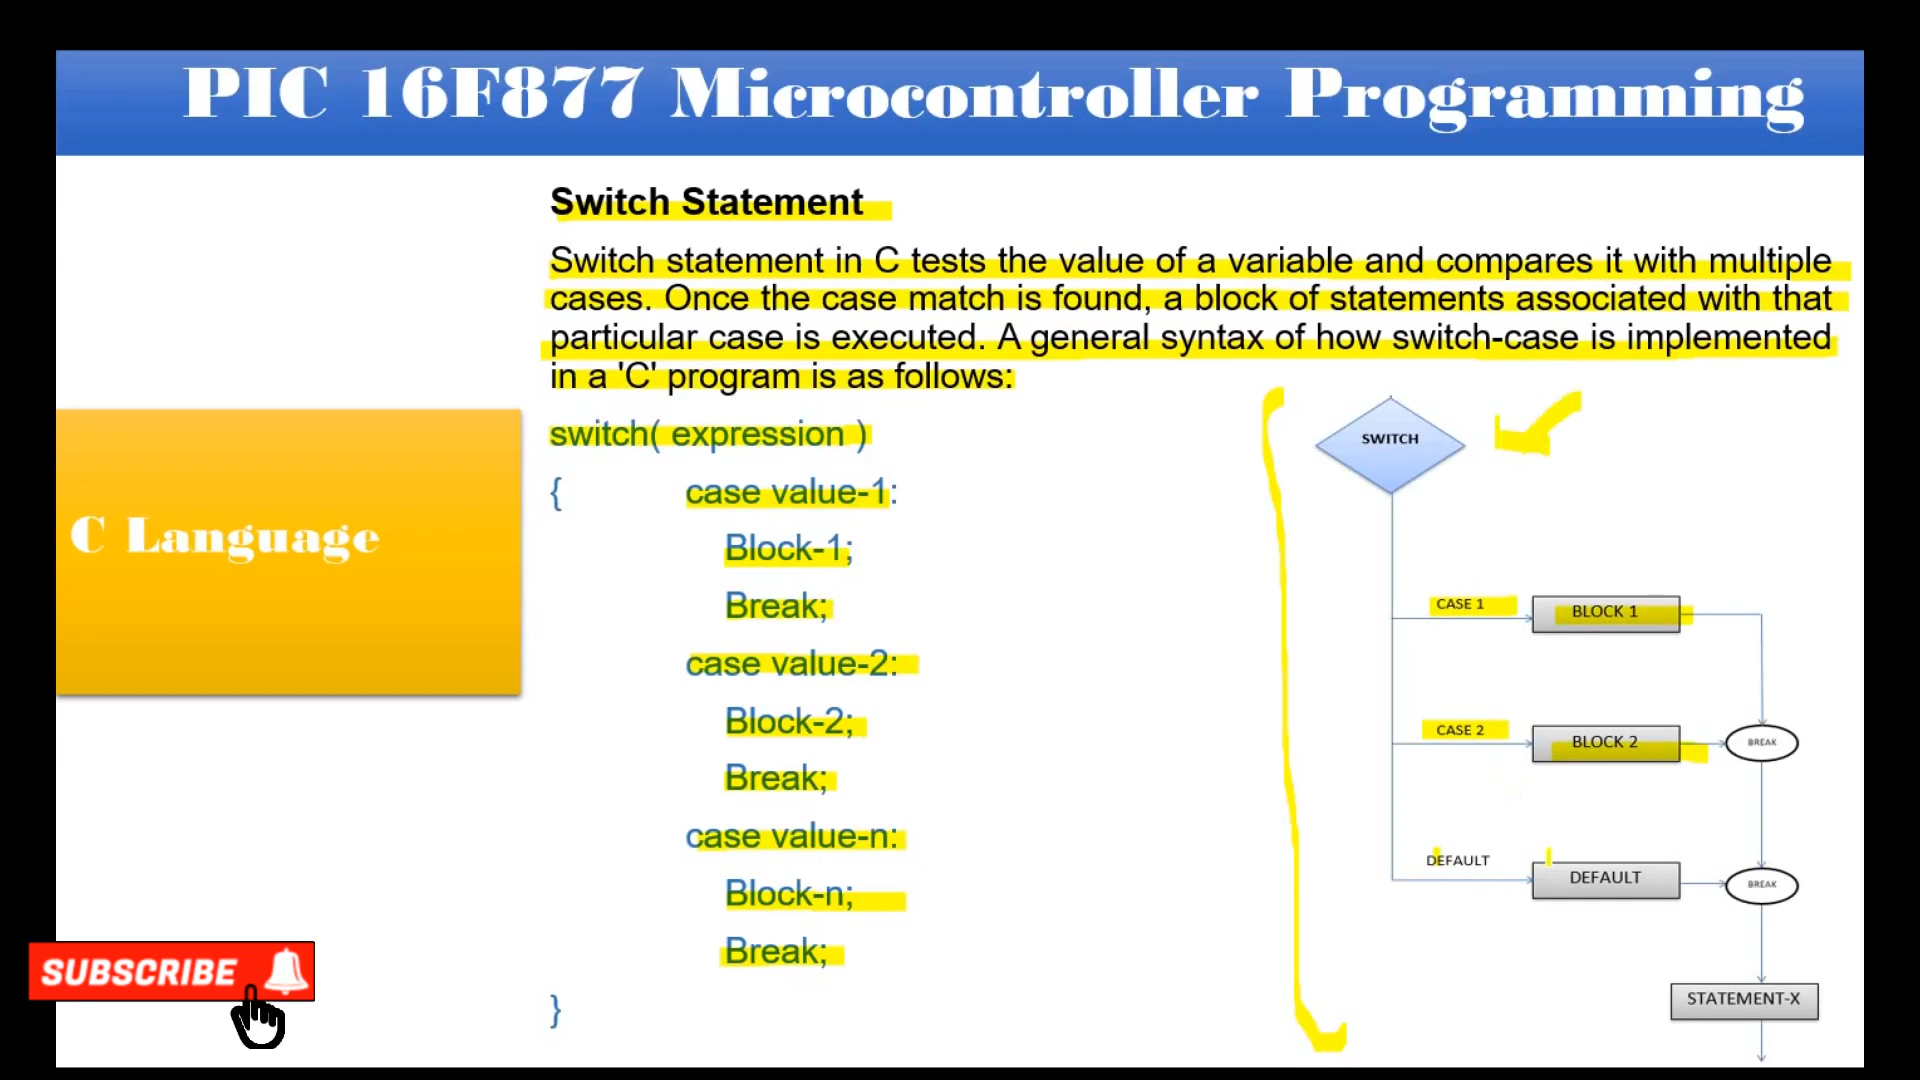 PIC 16F877 Microcontroller Programming
Switch Statement
Switch statement in C tests the value of a variable and compares it with multiple
cases. Once the case match is found, a block of statements associated with that
particular case is executed. A general syntax of how switch-case is implemented
in a 'C' program is as follows:
switch( expression )
{ case value-1:
Block-1;
Break;
case value-2:
Block-2;
Break;
case value-n:
Block-n;
Break;
}
C Language
SUBSCRIBE
SWITCH
CASE 1
BLOCK 1
CASE 2
BLOCK 2
BREAK
DEFAULT
DEFAULT
BREAK
STATEMENT-X